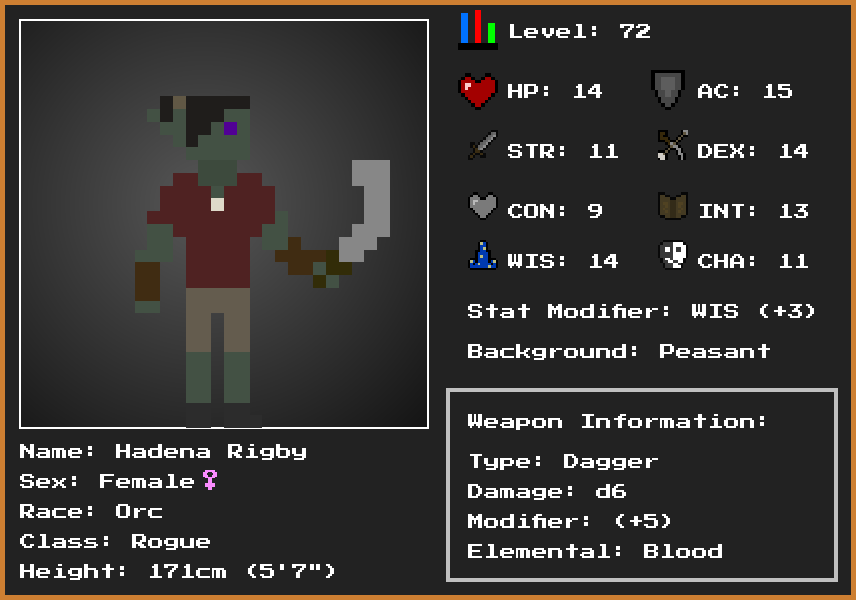 Level: 72
HP: 14
AC: 15
STR: 11
DEX: 14
CON: 9
INT: 13
WIS: 14
CHA: 11
Stat Modifier: WIS (+3)
Background: Peasant
Weapon Information:
Type: Dagger
Damage: d6
Modifier: (+5)
Elemental: Blood
Name: Hadena Rigby
Sex: Female♀
Race: Orc
Class: Rogue
Height: 171cm (5'7")